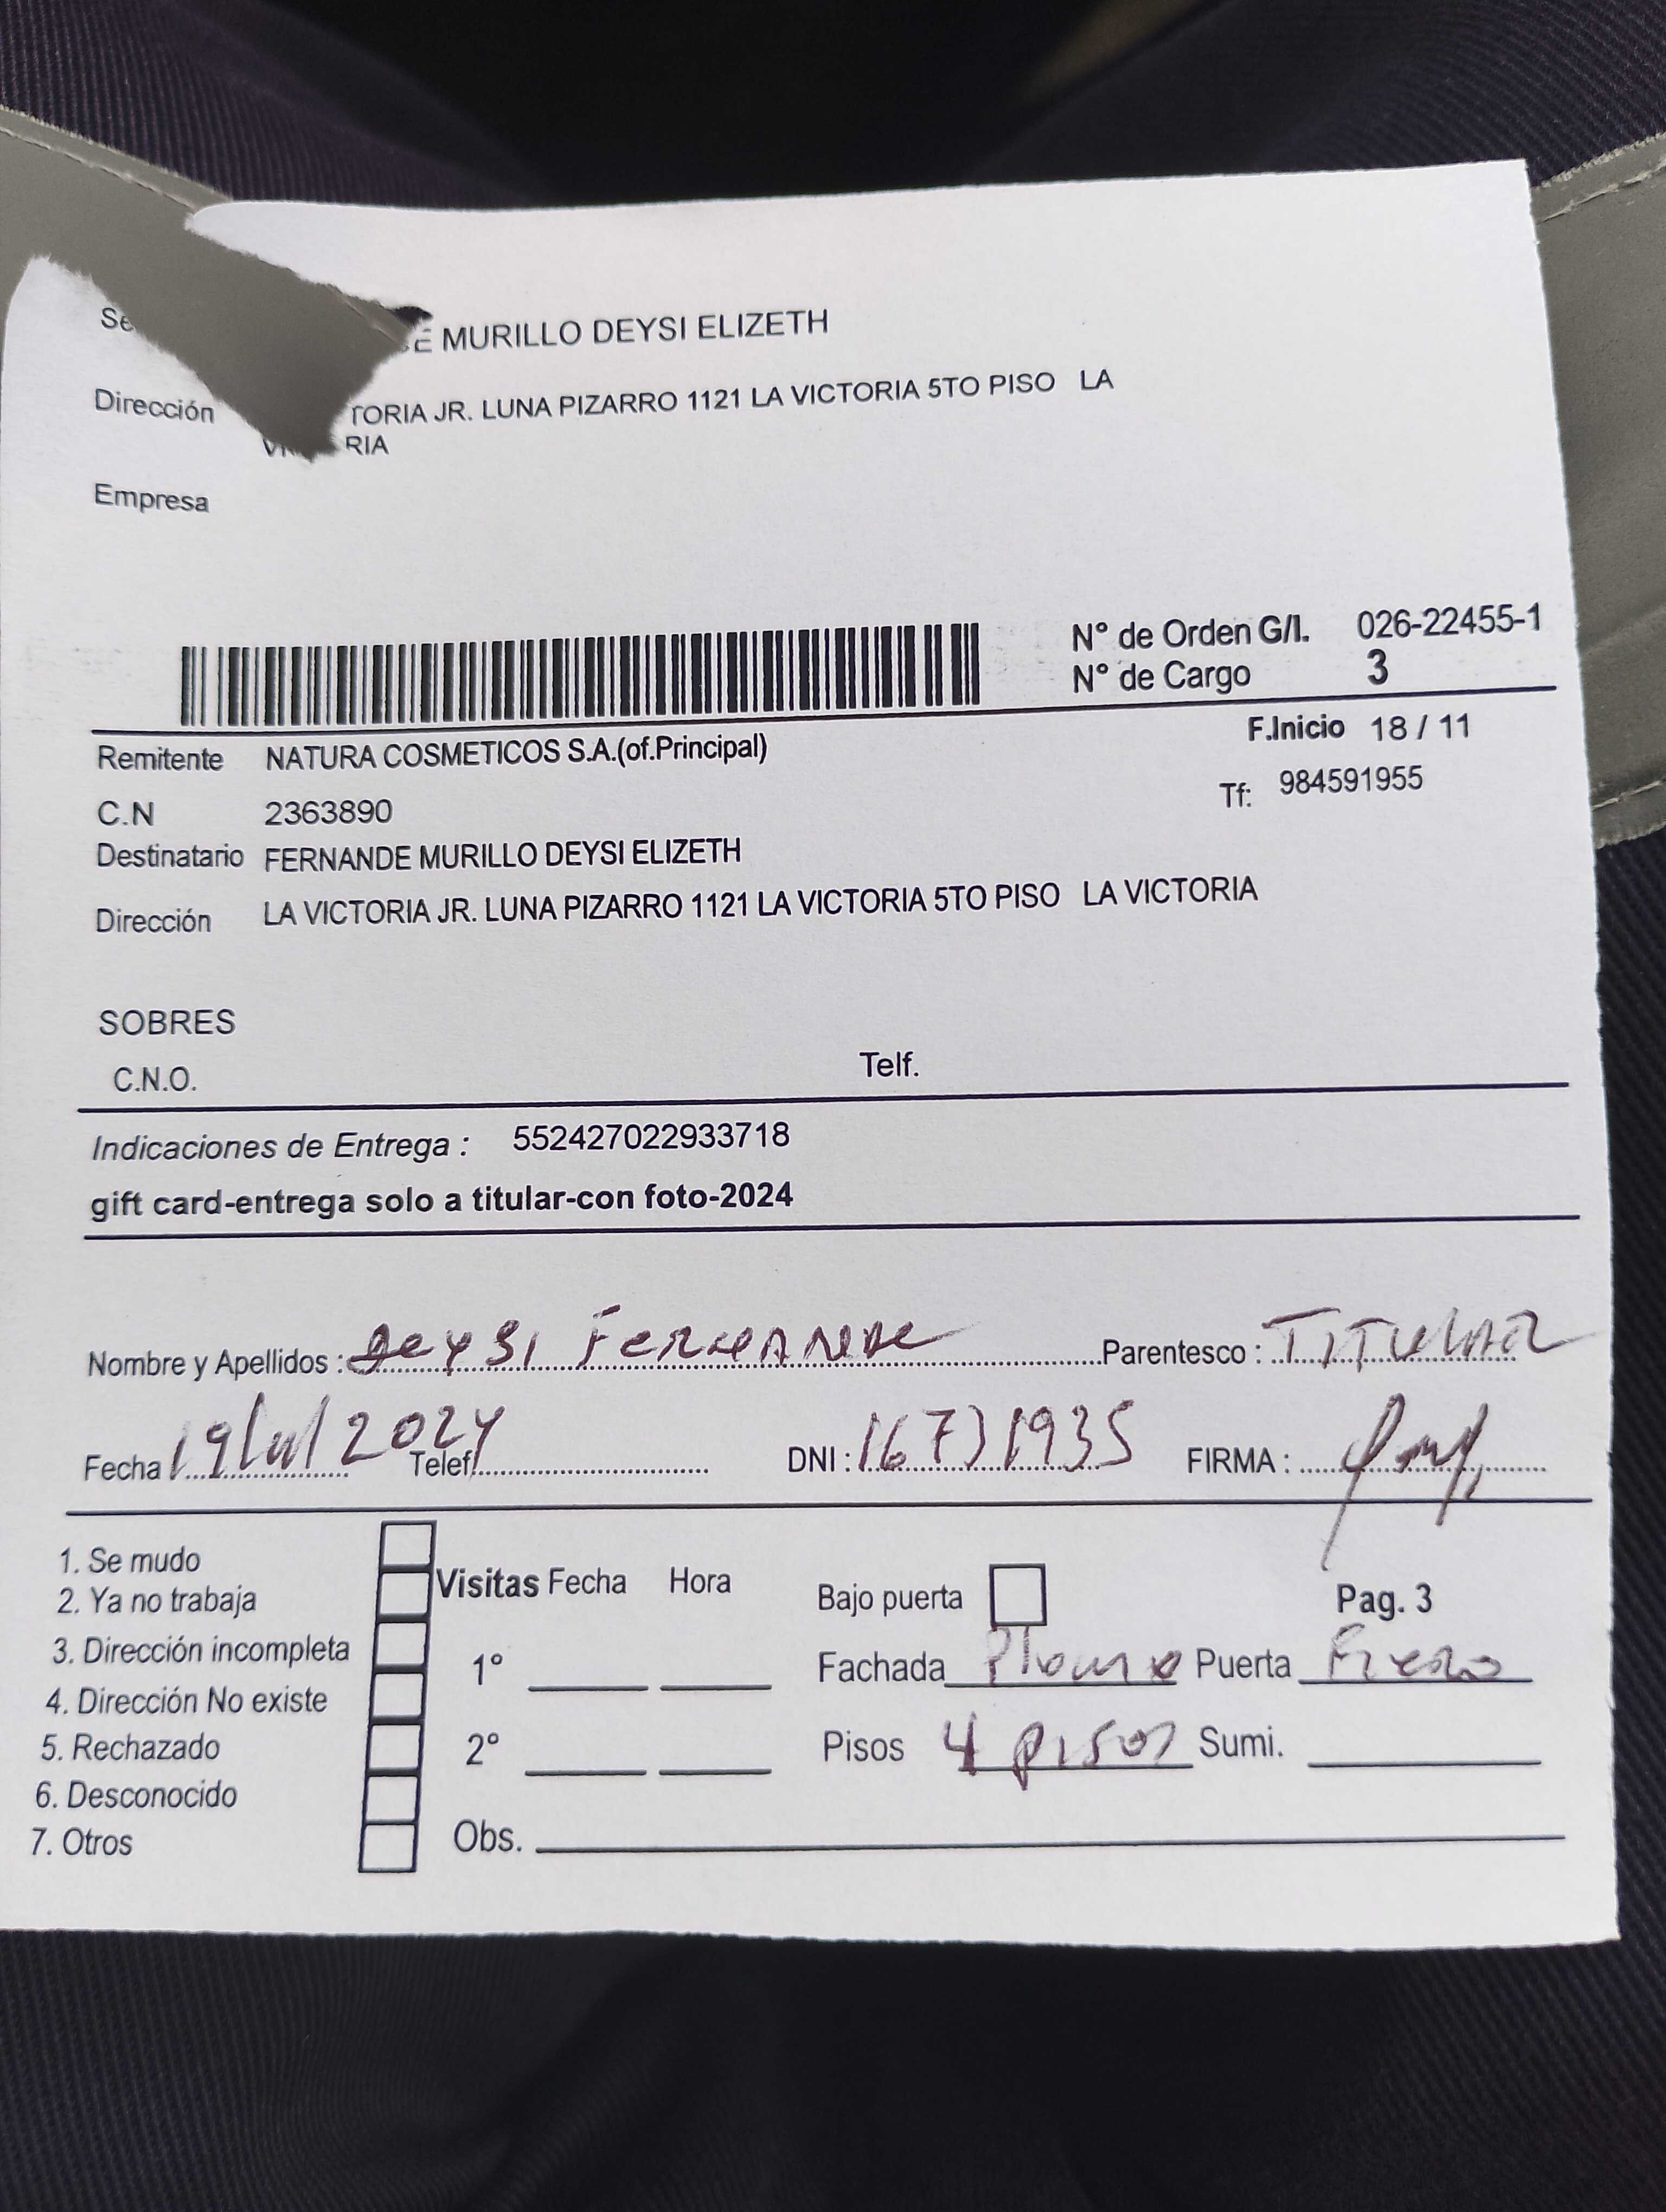 Se
E MURILLO DEYSI ELIZETH
Dirección TORIA JR. LUNA PIZARRO 1121 LA VICTORIA 5TO PISO LA
RIA
Empresa
N° de Orden G/I. 026-22455-1
N° de Cargo 3
F.Inicio 18 / 11
Remitente NATURA COSMETICOS S.A.(of.Principal)
Tf: 984591955
C.N 2363890
Destinatario FERNANDE MURILLO DEYSI ELIZETH
Dirección LA VICTORIA JR. LUNA PIZARRO 1121 LA VICTORIA 5TO PISO LA VICTORIA
SOBRES
C.N.O. Telf.
Indicaciones de Entrega : 552427022933718
gift card-entrega solo a titular-con foto-2024
Nombre y Apellidos : DEYSI FERNANDE Parentesco : TITULAR
Fecha 19/11/2024 Telef. DNI : 16731935 FIRMA :
1. Se mudo
2. Ya no trabaja
3. Dirección incompleta
4. Dirección No existe
5. Rechazado
6. Desconocido
7. Otros
Visitas Fecha Hora
1°
2°
Obs.
Bajo puerta Pag. 3
Fachada Plomo Puerta Fierro
Pisos 4 pisos Sumi.